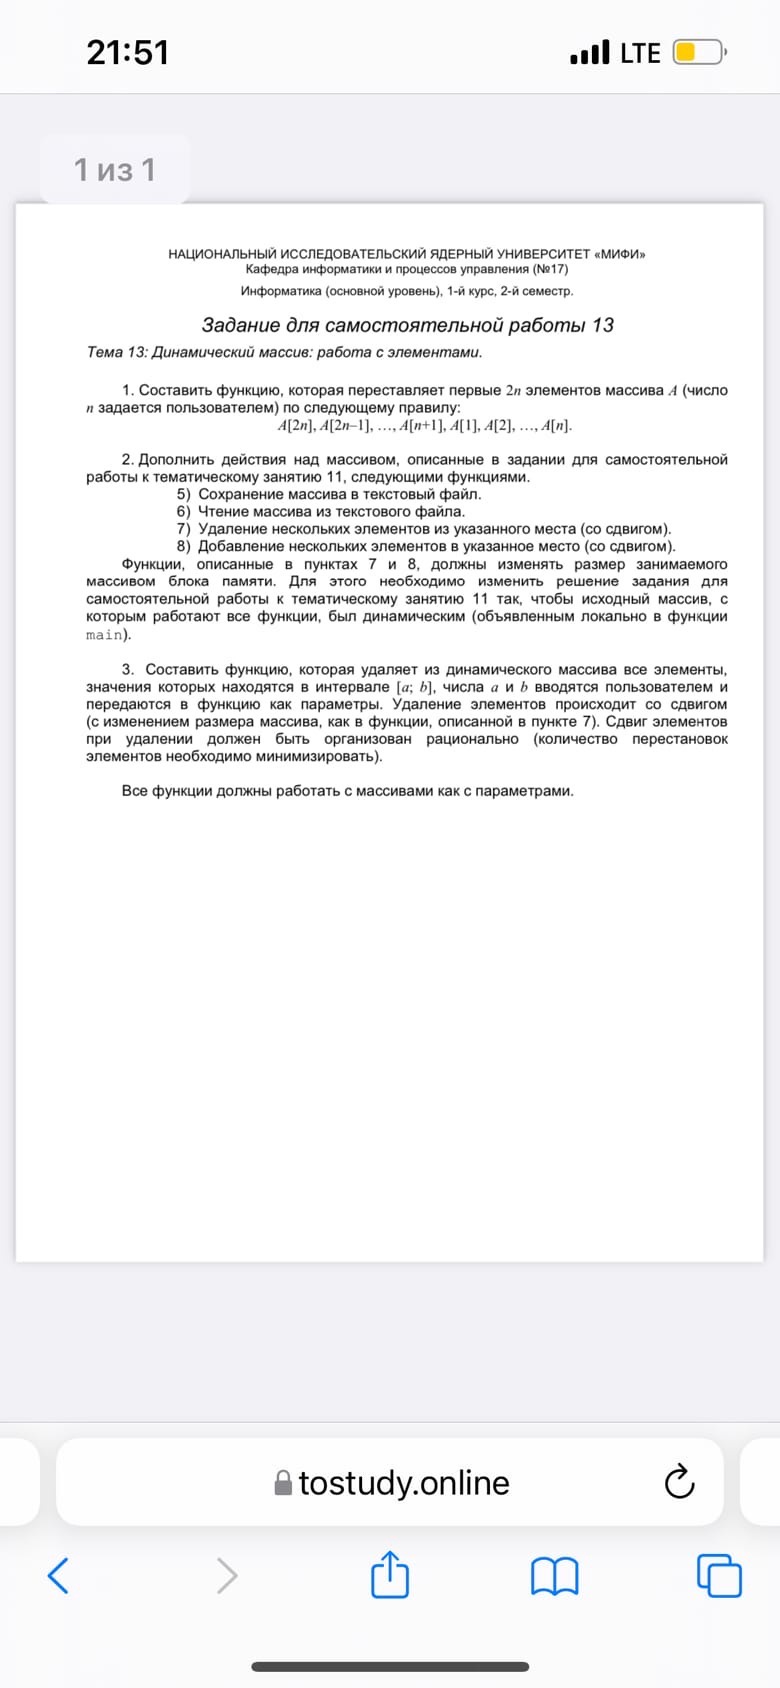 21:51
LTE
1 из 1
НАЦИОНАЛЬНЫЙ ИССЛЕДОВАТЕЛЬСКИЙ ЯДЕРНЫЙ УНИВЕРСИТЕТ «МИФИ»
Кафедра информатики и процессов управления (№17)
Информатика (основной уровень), 1-й курс, 2-й семестр.
Задание для самостоятельной работы 13
Тема 13: Динамический массив: работа с элементами.
1. Составить функцию, которая переставляет первые 2n элементов массива A (число
n задается пользователем) по следующему правилу:
A[2n], A[2n–1], …, A[n+1], A[1], A[2], …, A[n].
2. Дополнить действия над массивом, описанные в задании для самостоятельной
работы к тематическому занятию 11, следующими функциями.
5) Сохранение массива в текстовый файл.
6) Чтение массива из текстового файла.
7) Удаление нескольких элементов из указанного места (со сдвигом).
8) Добавление нескольких элементов в указанное место (со сдвигом).
Функции, описанные в пунктах 7 и 8, должны изменять размер занимаемого
массивом блока памяти. Для этого необходимо изменить решение задания для
самостоятельной работы к тематическому занятию 11 так, чтобы исходный массив, с
которым работают все функции, был динамическим (объявленным локально в функции
main).
3. Составить функцию, которая удаляет из динамического массива все элементы,
значения которых находятся в интервале [a; b], числа a и b вводятся пользователем и
передаются в функцию как параметры. Удаление элементов происходит со сдвигом
(с изменением размера массива, как в функции, описанной в пункте 7). Сдвиг элементов
при удалении должен быть организован рационально (количество перестановок
элементов необходимо минимизировать).
Все функции должны работать с массивами как с параметрами.
tostudy.online